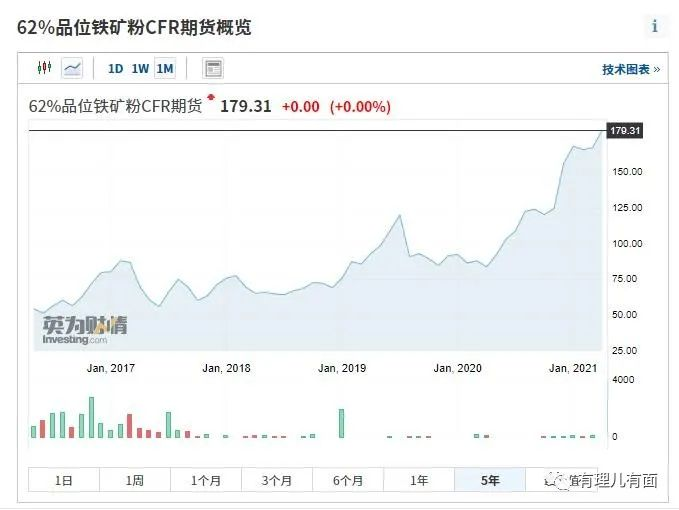 62%品位铁矿粉CFR期货概览
i
1D 1W 1M
技术图表 »
62%品位铁矿粉CFR期货 179.31 +0.00 (+0.00%)
179.31
150.00
125.00
100.00
75.00
50.00
25.00
英为财情
Investing.com
Jan, 2017 Jan, 2018 Jan, 2019 Jan, 2020 Jan, 2021
4000
0
1日 1周 1个月 3个月 6个月 1年 5年
有理儿有面